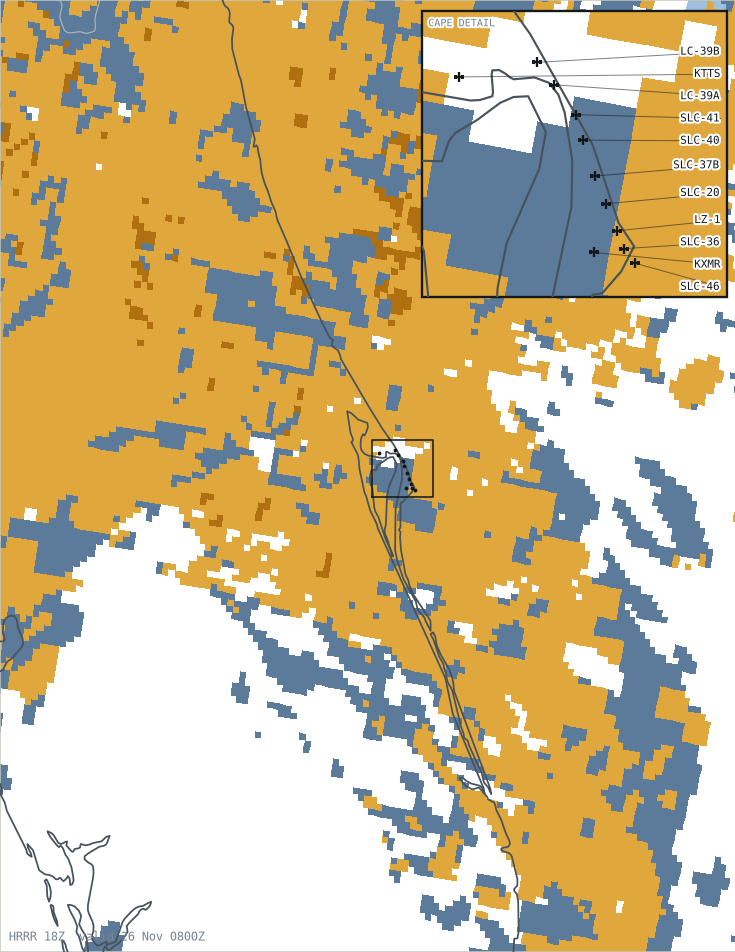 CAPE DETAIL
LC-39B
KTTS
LC-39A
SLC-41
SLC-40
SLC-37B
SLC-20
LZ-1
SLC-36
KXMR
SLC-46
HRRR 18Z valid 26 Nov 0800Z